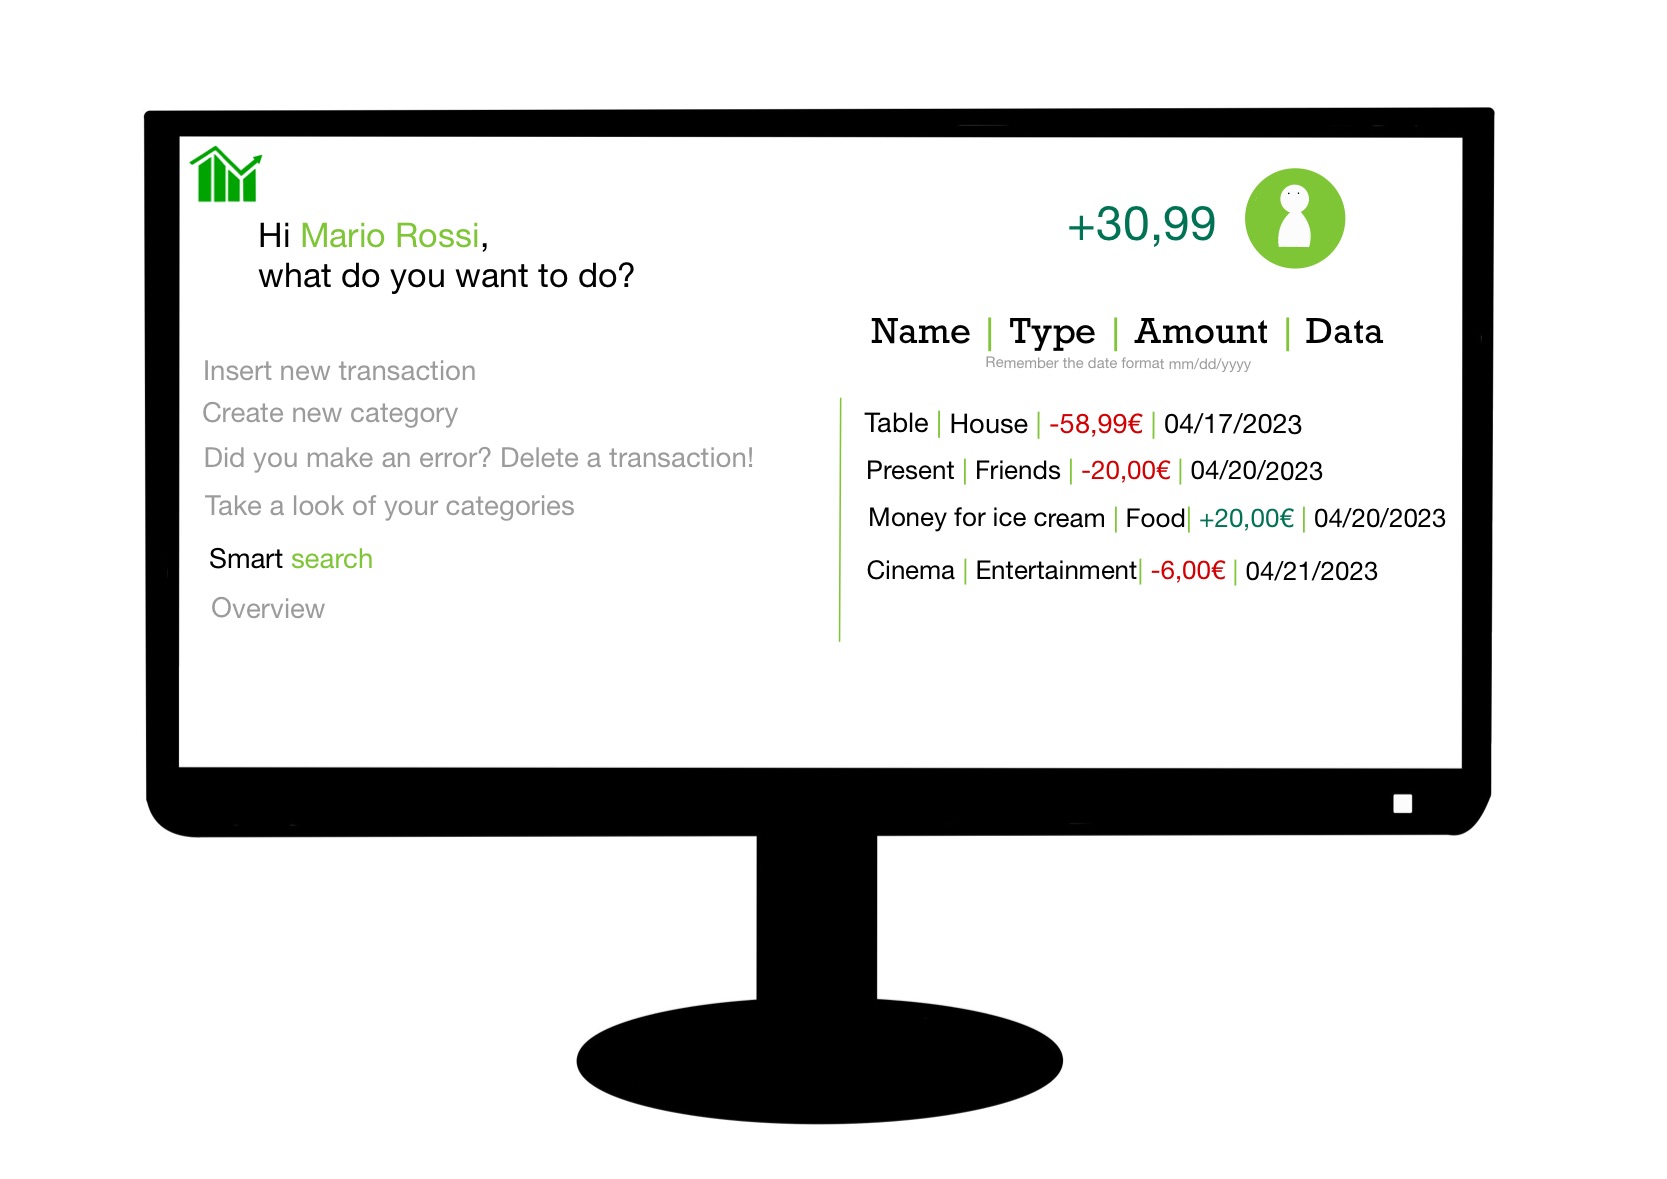 Hi Mario Rossi,
what do you want to do?
+30,99
Insert new transaction
Create new category
Did you make an error? Delete a transaction!
Take a look of your categories
Smart search
Overview
Name | Type | Amount | Data
Remember the date format mm/dd/yyyy
Table | House | -58,99€ | 04/17/2023
Present | Friends | -20,00€ | 04/20/2023
Money for ice cream | Food| +20,00€ | 04/20/2023
Cinema | Entertainment| -6,00€ | 04/21/2023